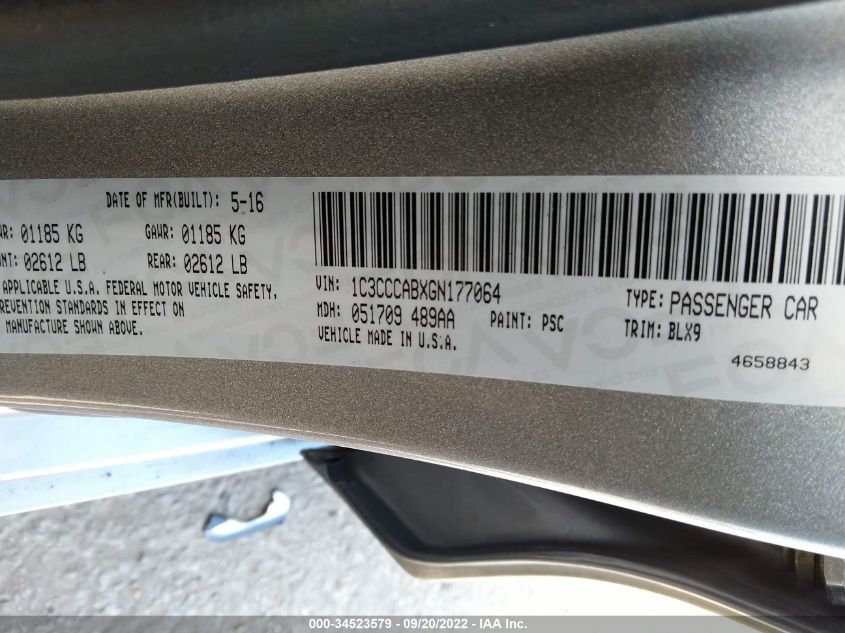 DATE OF MFR(BUILT): 5-16
WR: 01185 KG GAWR: 01185 KG
NT: 02612 LB REAR: 02612 LB
APPLICABLE U.S.A. FEDERAL MOTOR VEHICLE SAFETY,
REVENTION STANDARDS IN EFFECT ON
MANUFACTURE SHOWN ABOVE.
VIN: 1C3CCCABXGN177064 TYPE: PASSENGER CAR
MDH: 051709 489AA PAINT: PSC TRIM: BLX9
VEHICLE MADE IN U.S.A.
4658843
000-34523579 - 09/20/2022 - IAA Inc.